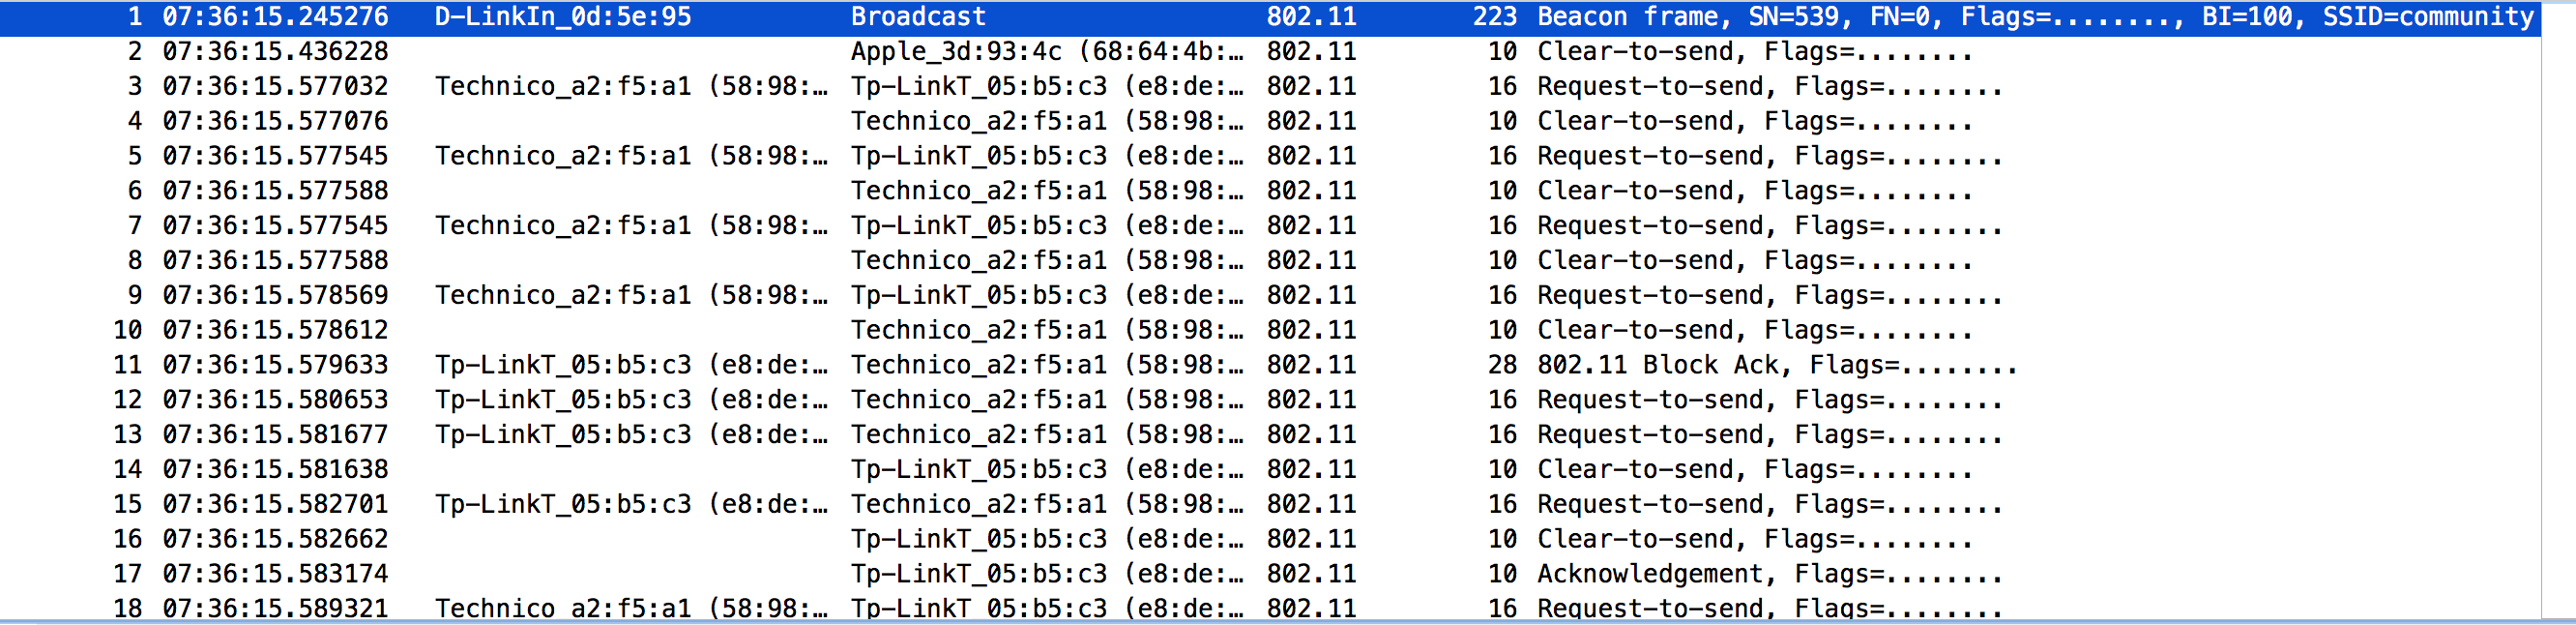 1 07:36:15.245276 D-LinkIn_0d:5e:95 Broadcast 802.11 223 Beacon frame, SN=539, FN=0, Flags=........, BI=100, SSID=community
2 07:36:15.436228 Apple_3d:93:4c (68:64:4b:… 802.11 10 Clear-to-send, Flags=........
3 07:36:15.577032 Technico_a2:f5:a1 (58:98:… Tp-LinkT_05:b5:c3 (e8:de:… 802.11 16 Request-to-send, Flags=........
4 07:36:15.577076 Technico_a2:f5:a1 (58:98:… 802.11 10 Clear-to-send, Flags=........
5 07:36:15.577545 Technico_a2:f5:a1 (58:98:… Tp-LinkT_05:b5:c3 (e8:de:… 802.11 16 Request-to-send, Flags=........
6 07:36:15.577588 Technico_a2:f5:a1 (58:98:… 802.11 10 Clear-to-send, Flags=........
7 07:36:15.577545 Technico_a2:f5:a1 (58:98:… Tp-LinkT_05:b5:c3 (e8:de:… 802.11 16 Request-to-send, Flags=........
8 07:36:15.577588 Technico_a2:f5:a1 (58:98:… 802.11 10 Clear-to-send, Flags=........
9 07:36:15.578569 Technico_a2:f5:a1 (58:98:… Tp-LinkT_05:b5:c3 (e8:de:… 802.11 16 Request-to-send, Flags=........
10 07:36:15.578612 Technico_a2:f5:a1 (58:98:… 802.11 10 Clear-to-send, Flags=........
11 07:36:15.579633 Tp-LinkT_05:b5:c3 (e8:de:… Technico_a2:f5:a1 (58:98:… 802.11 28 802.11 Block Ack, Flags=........
12 07:36:15.580653 Tp-LinkT_05:b5:c3 (e8:de:… Technico_a2:f5:a1 (58:98:… 802.11 16 Request-to-send, Flags=........
13 07:36:15.581677 Tp-LinkT_05:b5:c3 (e8:de:… Technico_a2:f5:a1 (58:98:… 802.11 16 Request-to-send, Flags=........
14 07:36:15.581638 Tp-LinkT_05:b5:c3 (e8:de:… 802.11 10 Clear-to-send, Flags=........
15 07:36:15.582701 Tp-LinkT_05:b5:c3 (e8:de:… Technico_a2:f5:a1 (58:98:… 802.11 16 Request-to-send, Flags=........
16 07:36:15.582662 Tp-LinkT_05:b5:c3 (e8:de:… 802.11 10 Clear-to-send, Flags=........
17 07:36:15.583174 Tp-LinkT_05:b5:c3 (e8:de:… 802.11 10 Acknowledgement, Flags=........
18 07:36:15.589321 Technico_a2:f5:a1 (58:98:… Tp-LinkT_05:b5:c3 (e8:de:… 802.11 16 Request-to-send, Flags=........